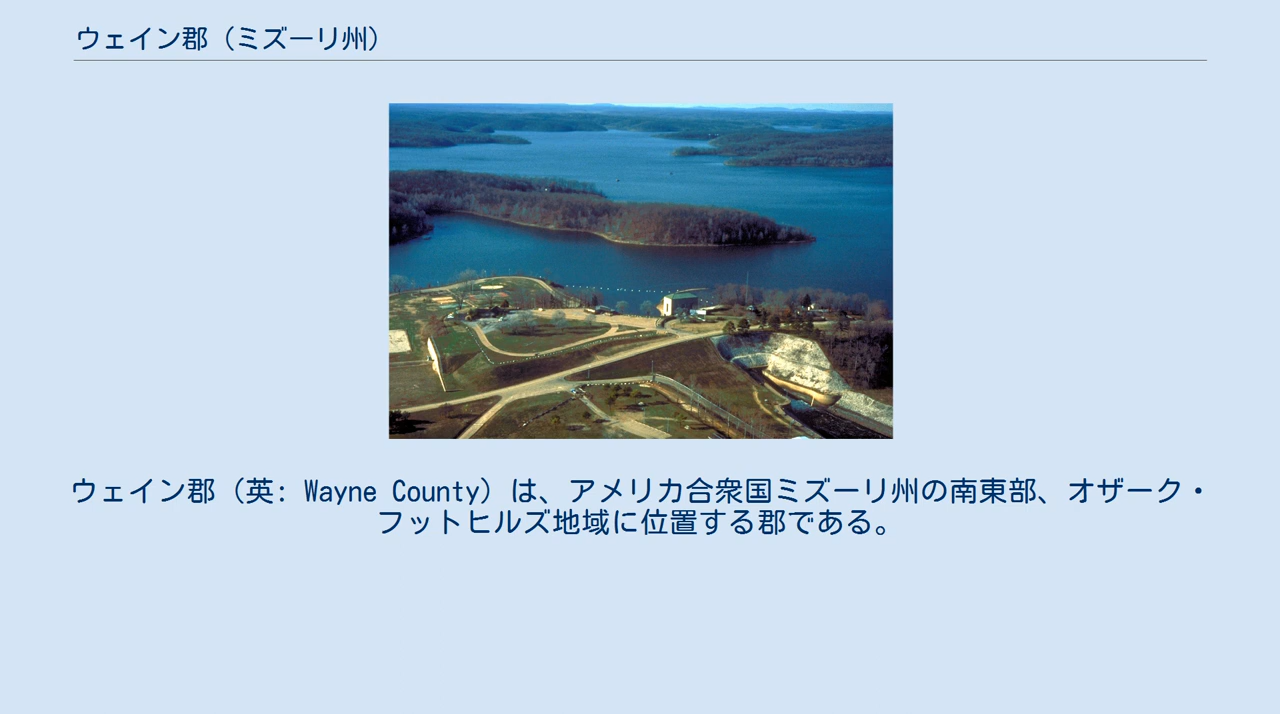 ウェイン郡（ミズーリ州）
ウェイン郡（英: Wayne County）は、アメリカ合衆国ミズーリ州の南東部、オザーク・
フットヒルズ地域に位置する郡である。